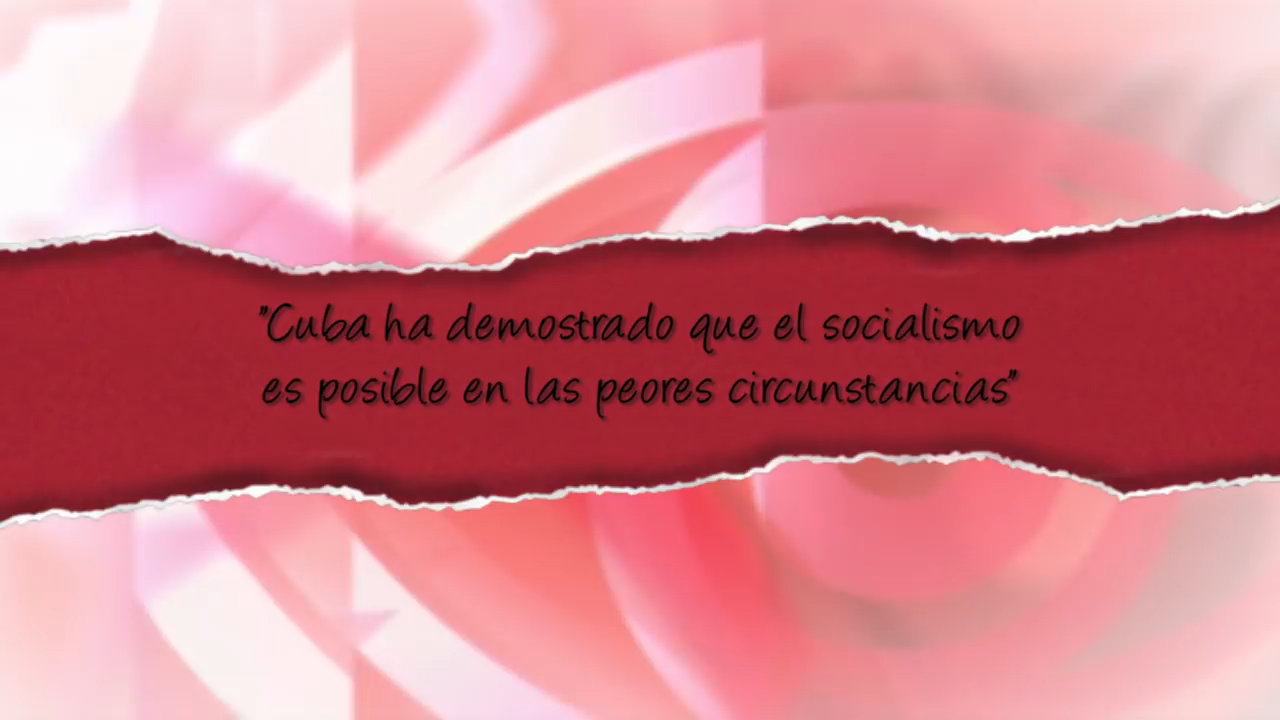 "Cuba ha demostrado que el socialismo
es posible en las peores circunstancias"